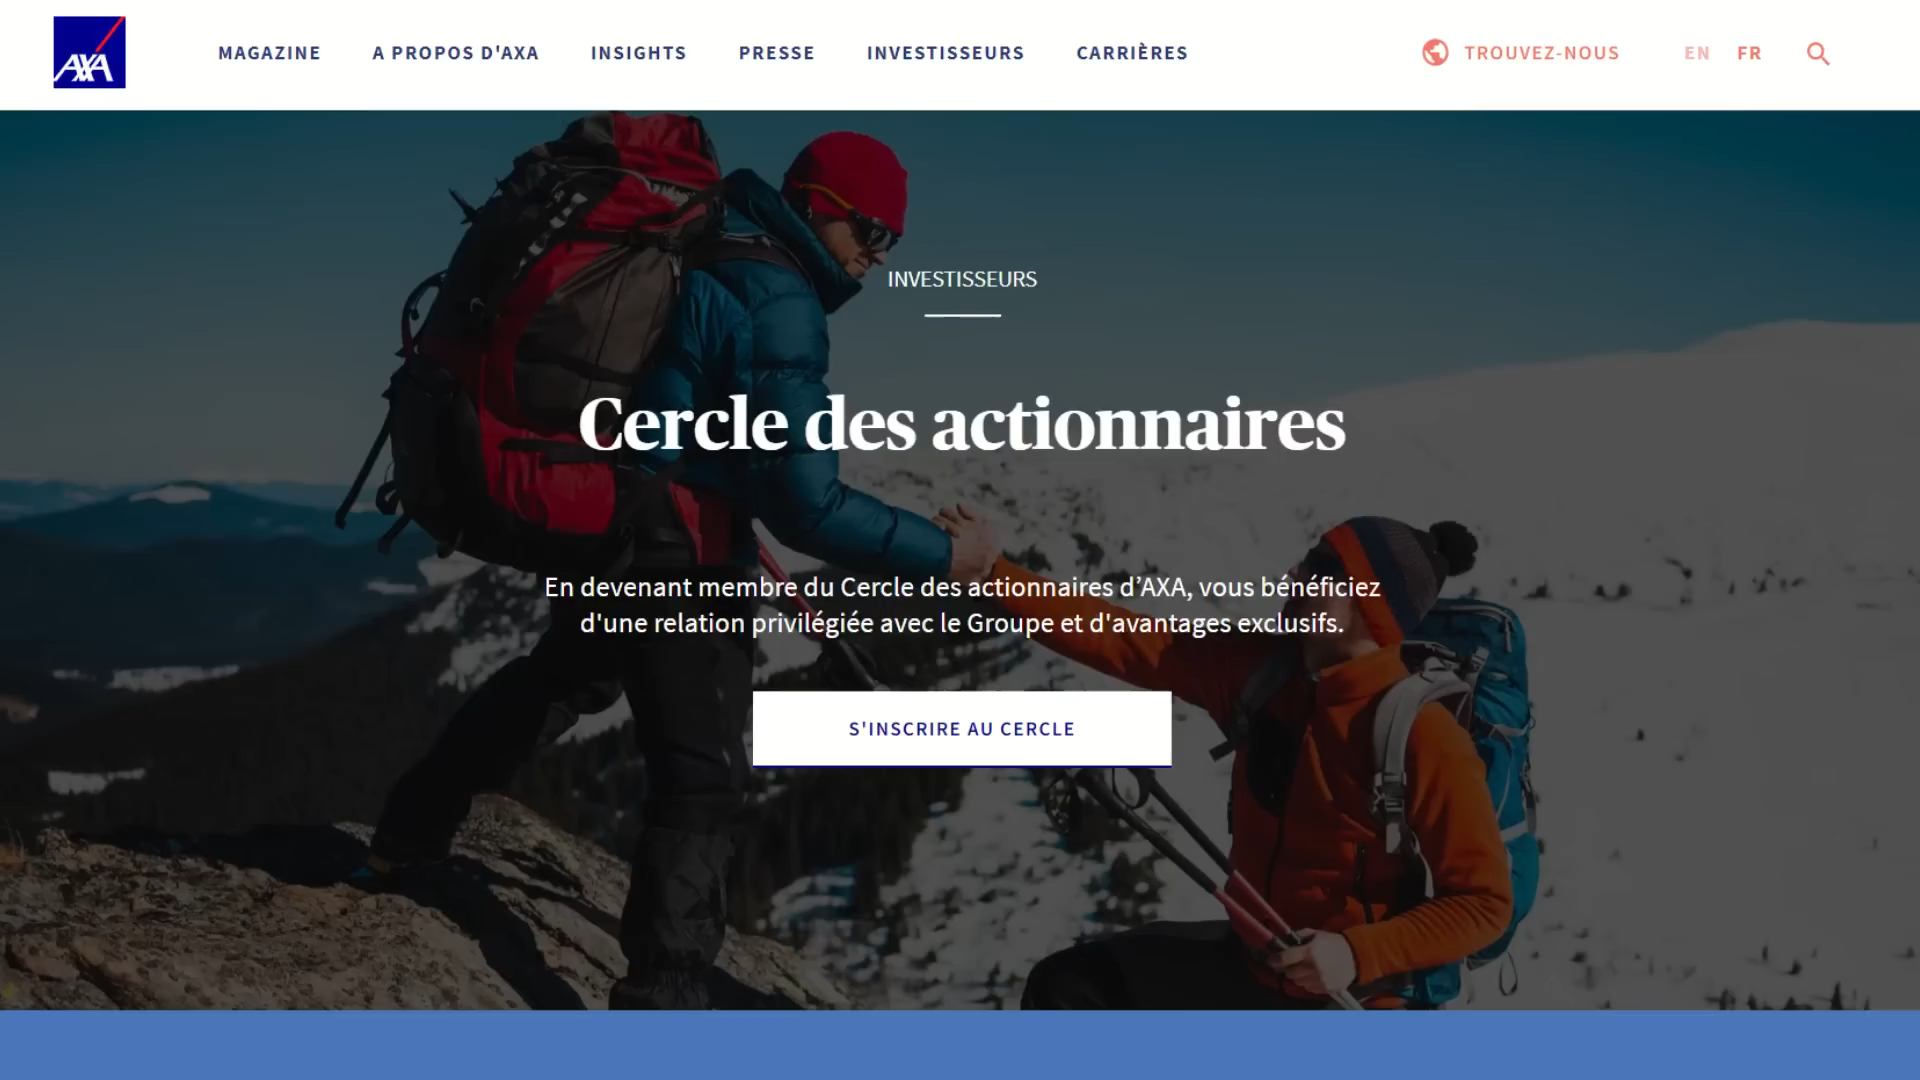 AXA
MAGAZINE
A PROPOS D'AXA
INSIGHTS
PRESSE
INVESTISSEURS
CARRIÈRES
TROUVEZ-NOUS
EN
FR
INVESTISSEURS
Cercle des actionnaires
En devenant membre du Cercle des actionnaires d’AXA, vous bénéficiez
d'une relation privilégiée avec le Groupe et d'avantages exclusifs.
S'INSCRIRE AU CERCLE